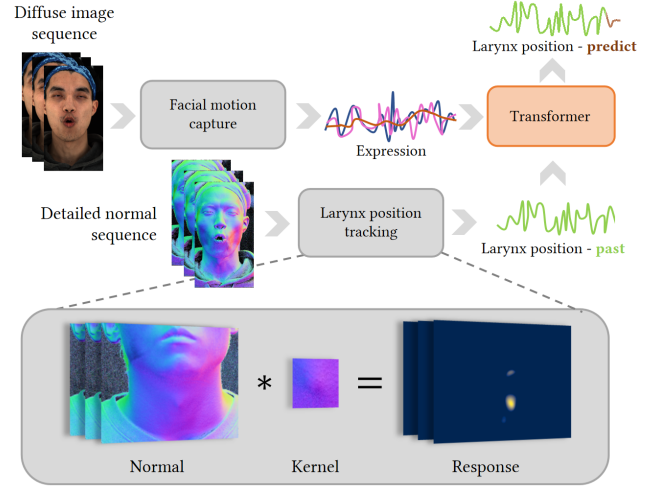 Diffuse image
sequence
Facial motion
capture
Expression
Larynx position - predict
Transformer
Detailed normal
sequence
Larynx position
tracking
Larynx position - past
*
=
Normal
Kernel
Response